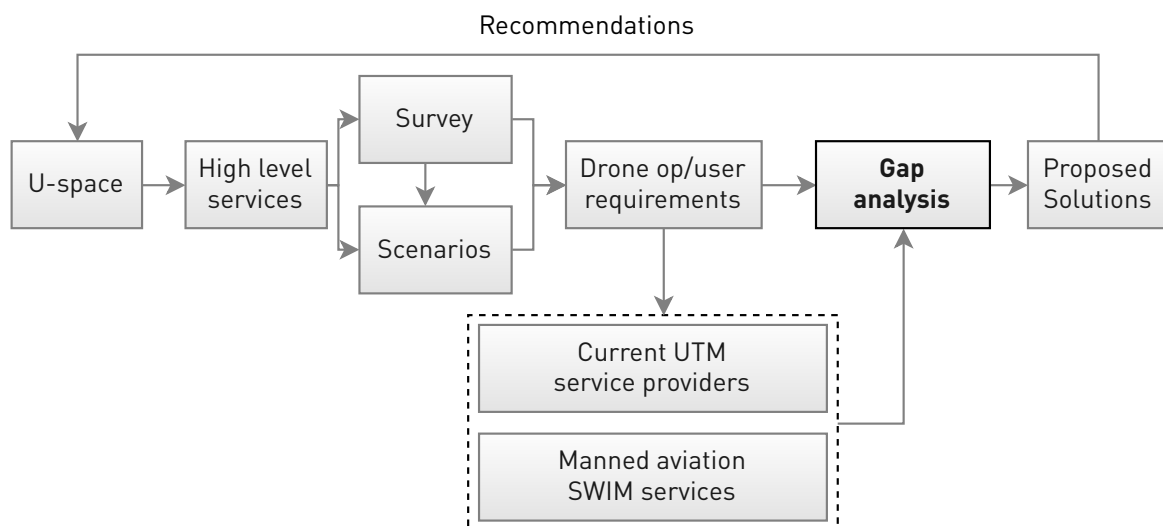 Recommendations
U-space
High level
services
Survey
Scenarios
Drone op/user
requirements
Gap
analysis
Proposed
Solutions
Current UTM
service providers
Manned aviation
SWIM services